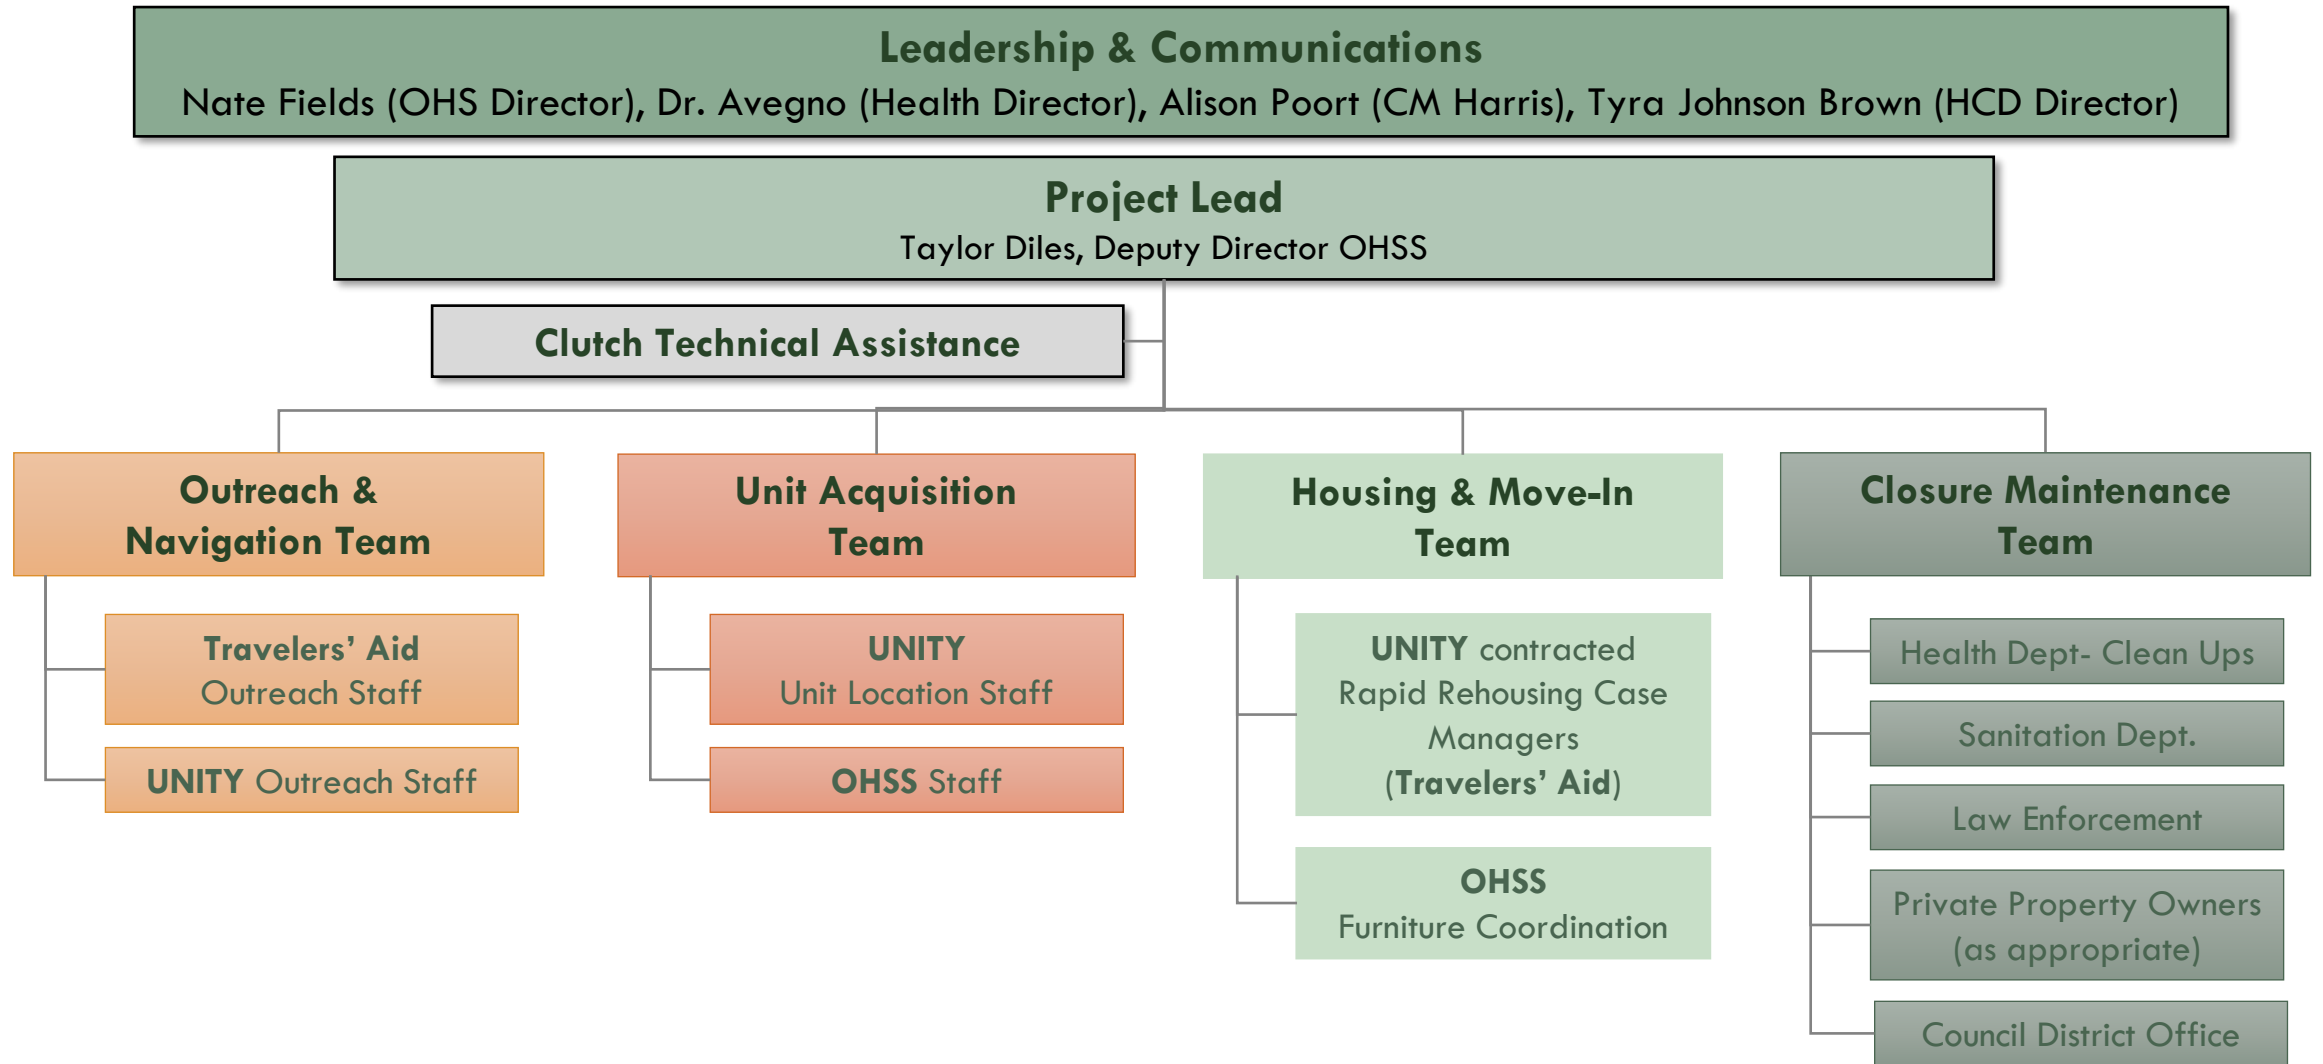 Leadership & Communications
Nate Fields (OHS Director), Dr. Avegno (Health Director), Alison Poort (CM Harris), Tyra Johnson Brown (HCD Director)
Project Lead
Taylor Diles, Deputy Director OHSS
Clutch Technical Assistance
Outreach &
Navigation Team
Travelers’ Aid
Outreach Staff
UNITY Outreach Staff
Unit Acquisition
Team
UNITY
Unit Location Staff
OHSS Staff
Housing & Move-In
Team
UNITY contracted
Rapid Rehousing Case
Managers
(Travelers’ Aid)
OHSS
Furniture Coordination
Closure Maintenance
Team
Health Dept- Clean Ups
Sanitation Dept.
Law Enforcement
Private Property Owners
(as appropriate)
Council District Office